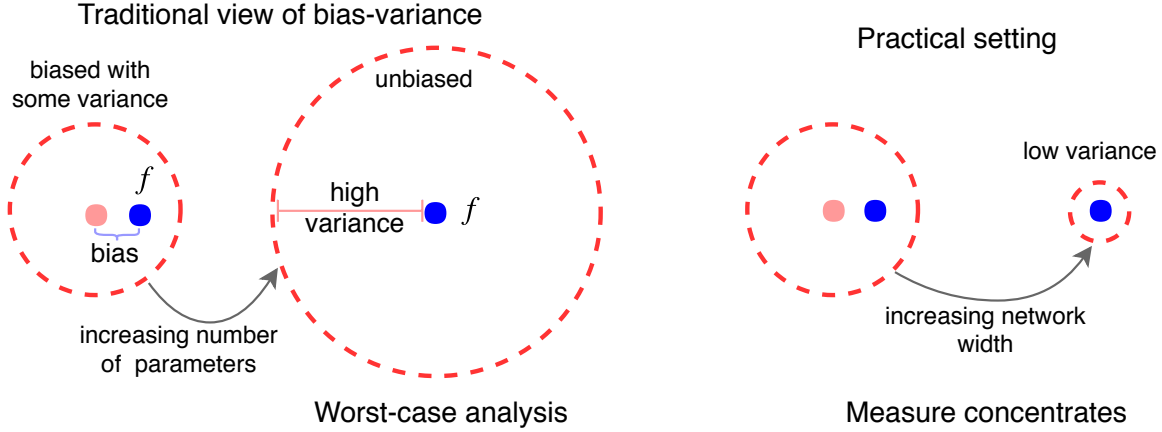 Traditional view of bias-variance
biased with
some variance
f
bias
increasing number
of parameters
unbiased
high
variance
f
Worst-case analysis
Practical setting
low variance
increasing network
width
Measure concentrates